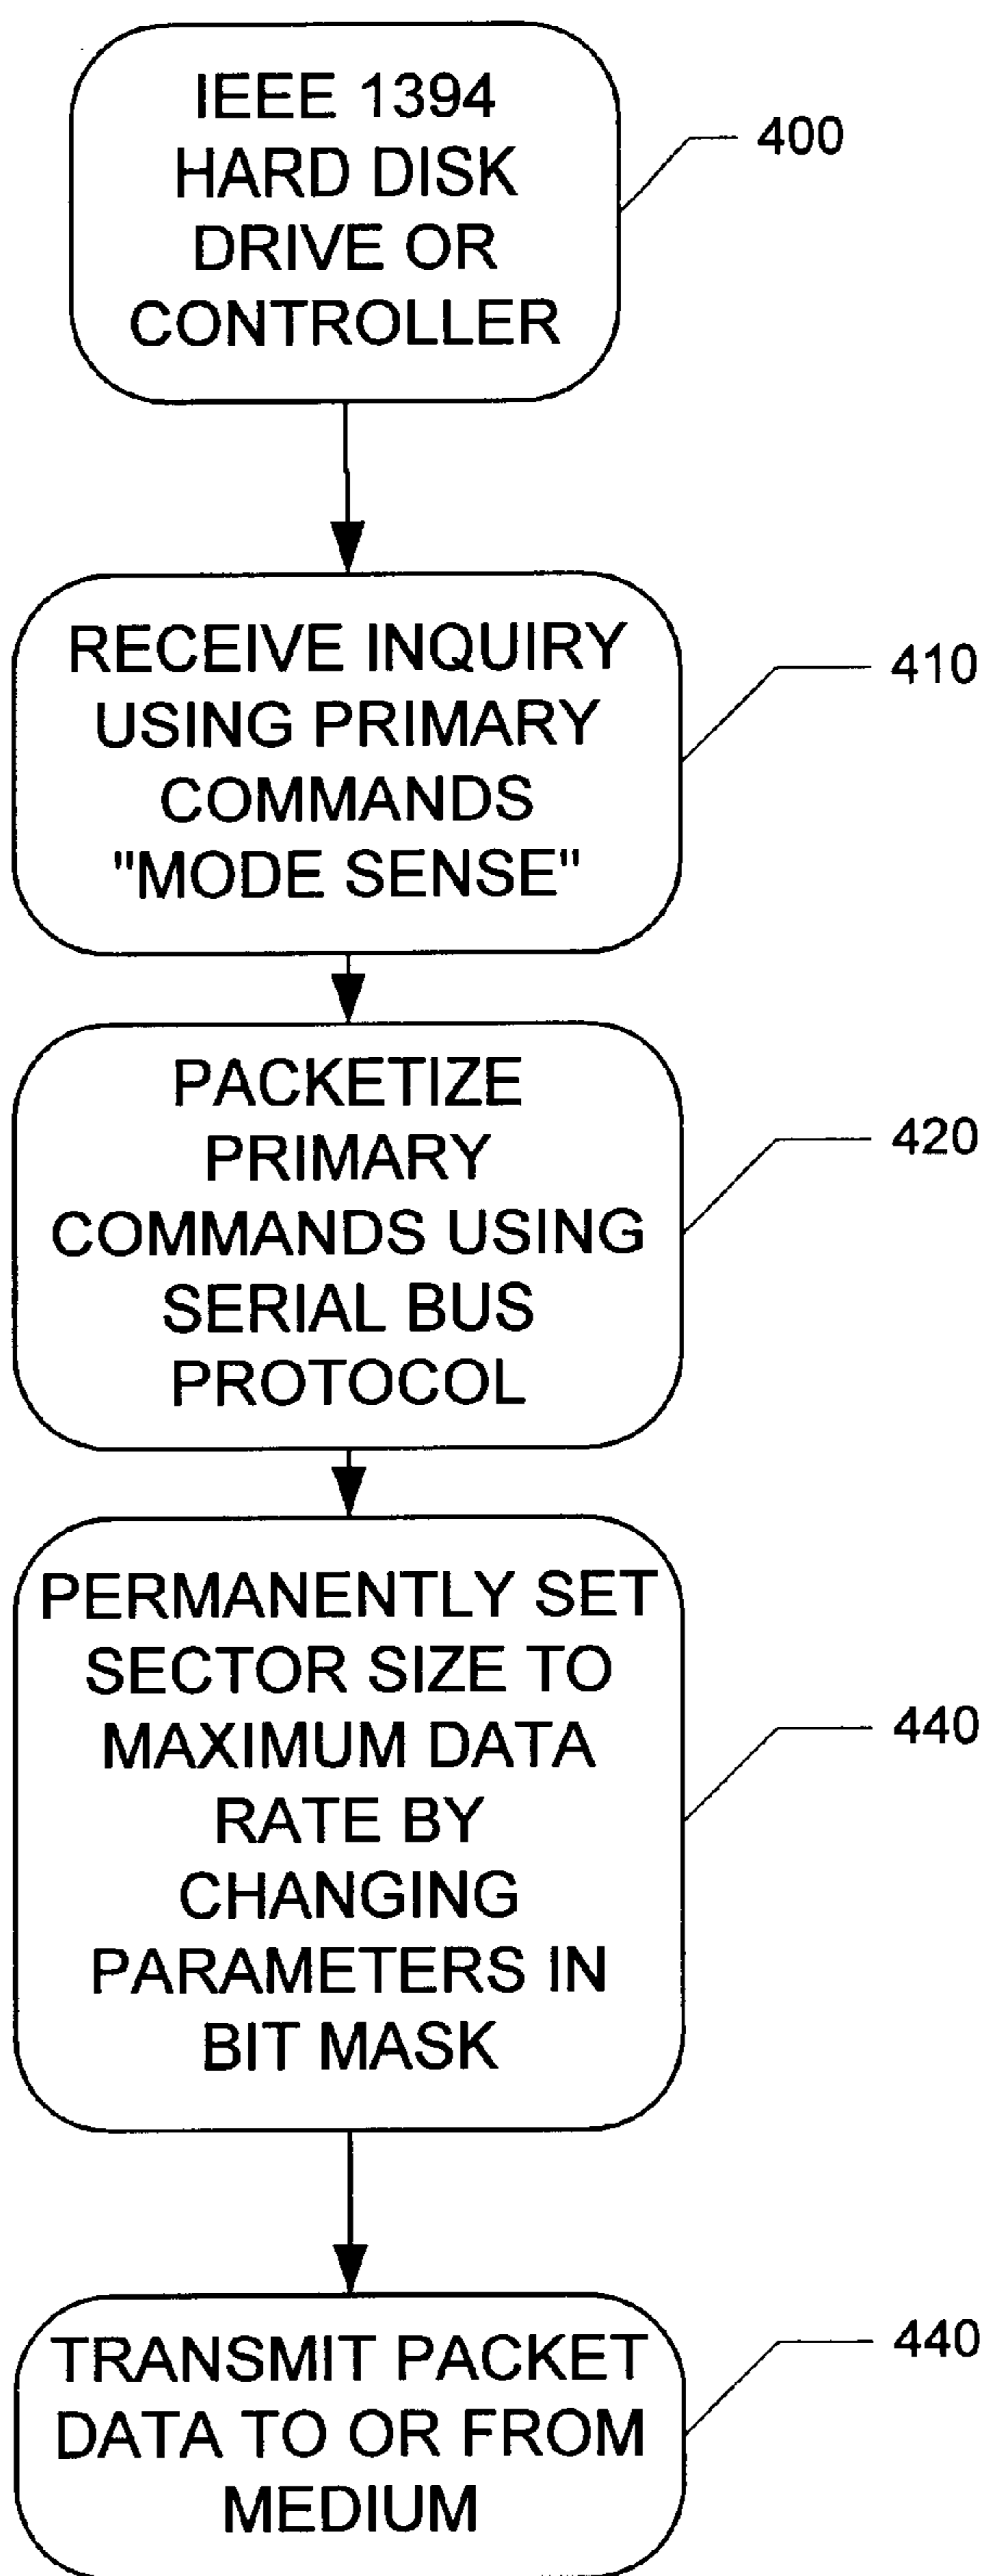 IEEE 1394
HARD DISK
DRIVE OR
CONTROLLER
400
RECEIVE INQUIRY
USING PRIMARY
COMMANDS
"MODE SENSE"
410
PACKETIZE
PRIMARY
COMMANDS USING
SERIAL BUS
PROTOCOL
420
PERMANENTLY SET
SECTOR SIZE TO
MAXIMUM DATA
RATE BY
CHANGING
PARAMETERS IN
BIT MASK
440
TRANSMIT PACKET
DATA TO OR FROM
MEDIUM
440